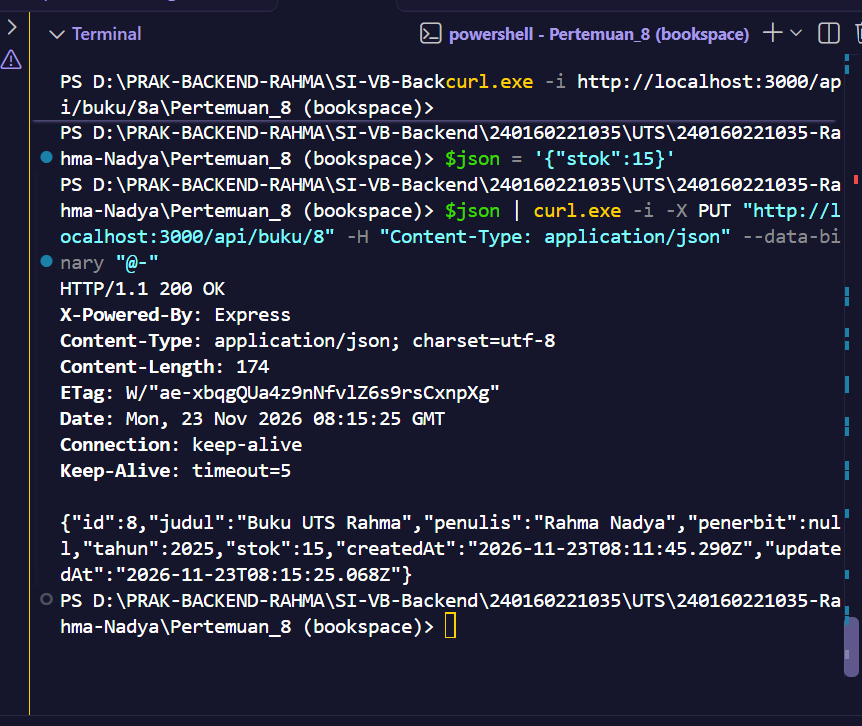 Terminal
powershell - Pertemuan_8 (bookspace)
PS D:\PRAK-BACKEND-RAHMA\SI-VB-Backcurl.exe -i http://localhost:3000/ap
i/buku/8a\Pertemuan_8 (bookspace)>
PS D:\PRAK-BACKEND-RAHMA\SI-VB-Backend\240160221035\UTS\240160221035-Ra
hma-Nadya\Pertemuan_8 (bookspace)> $json = '{"stok":15}'
PS D:\PRAK-BACKEND-RAHMA\SI-VB-Backend\240160221035\UTS\240160221035-Ra
hma-Nadya\Pertemuan_8 (bookspace)> $json | curl.exe -i -X PUT "http://l
ocalhost:3000/api/buku/8" -H "Content-Type: application/json" --data-bi
nary "@-"
HTTP/1.1 200 OK
X-Powered-By: Express
Content-Type: application/json; charset=utf-8
Content-Length: 174
ETag: W/"ae-xbqgQUa4z9nNfvlZ6s9rsCxnpXg"
Date: Mon, 23 Nov 2026 08:15:25 GMT
Connection: keep-alive
Keep-Alive: timeout=5
{"id":8,"judul":"Buku UTS Rahma","penulis":"Rahma Nadya","penerbit":nul
l,"tahun":2025,"stok":15,"createdAt":"2026-11-23T08:11:45.290Z","update
dAt":"2026-11-23T08:15:25.068Z"}
PS D:\PRAK-BACKEND-RAHMA\SI-VB-Backend\240160221035\UTS\240160221035-Ra
hma-Nadya\Pertemuan_8 (bookspace)>